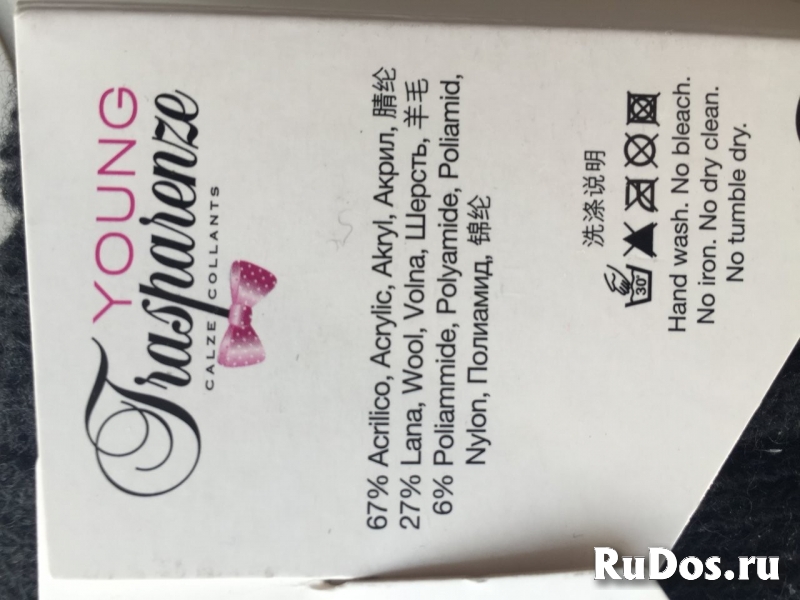 YOUNG
Trasparenze
CALZE COLLANTS
67% Acrilico, Acrylic, Akryl, Акрил, 腈纶
27% Lana, Wool, Volna, Шерсть, 羊毛
6% Poliammide, Polyamide, Poliamid,
Nylon, Полиамид, 锦纶
洗涤说明
30°
Hand wash. No bleach.
No iron. No dry clean.
No tumble dry.
RuDos.ru